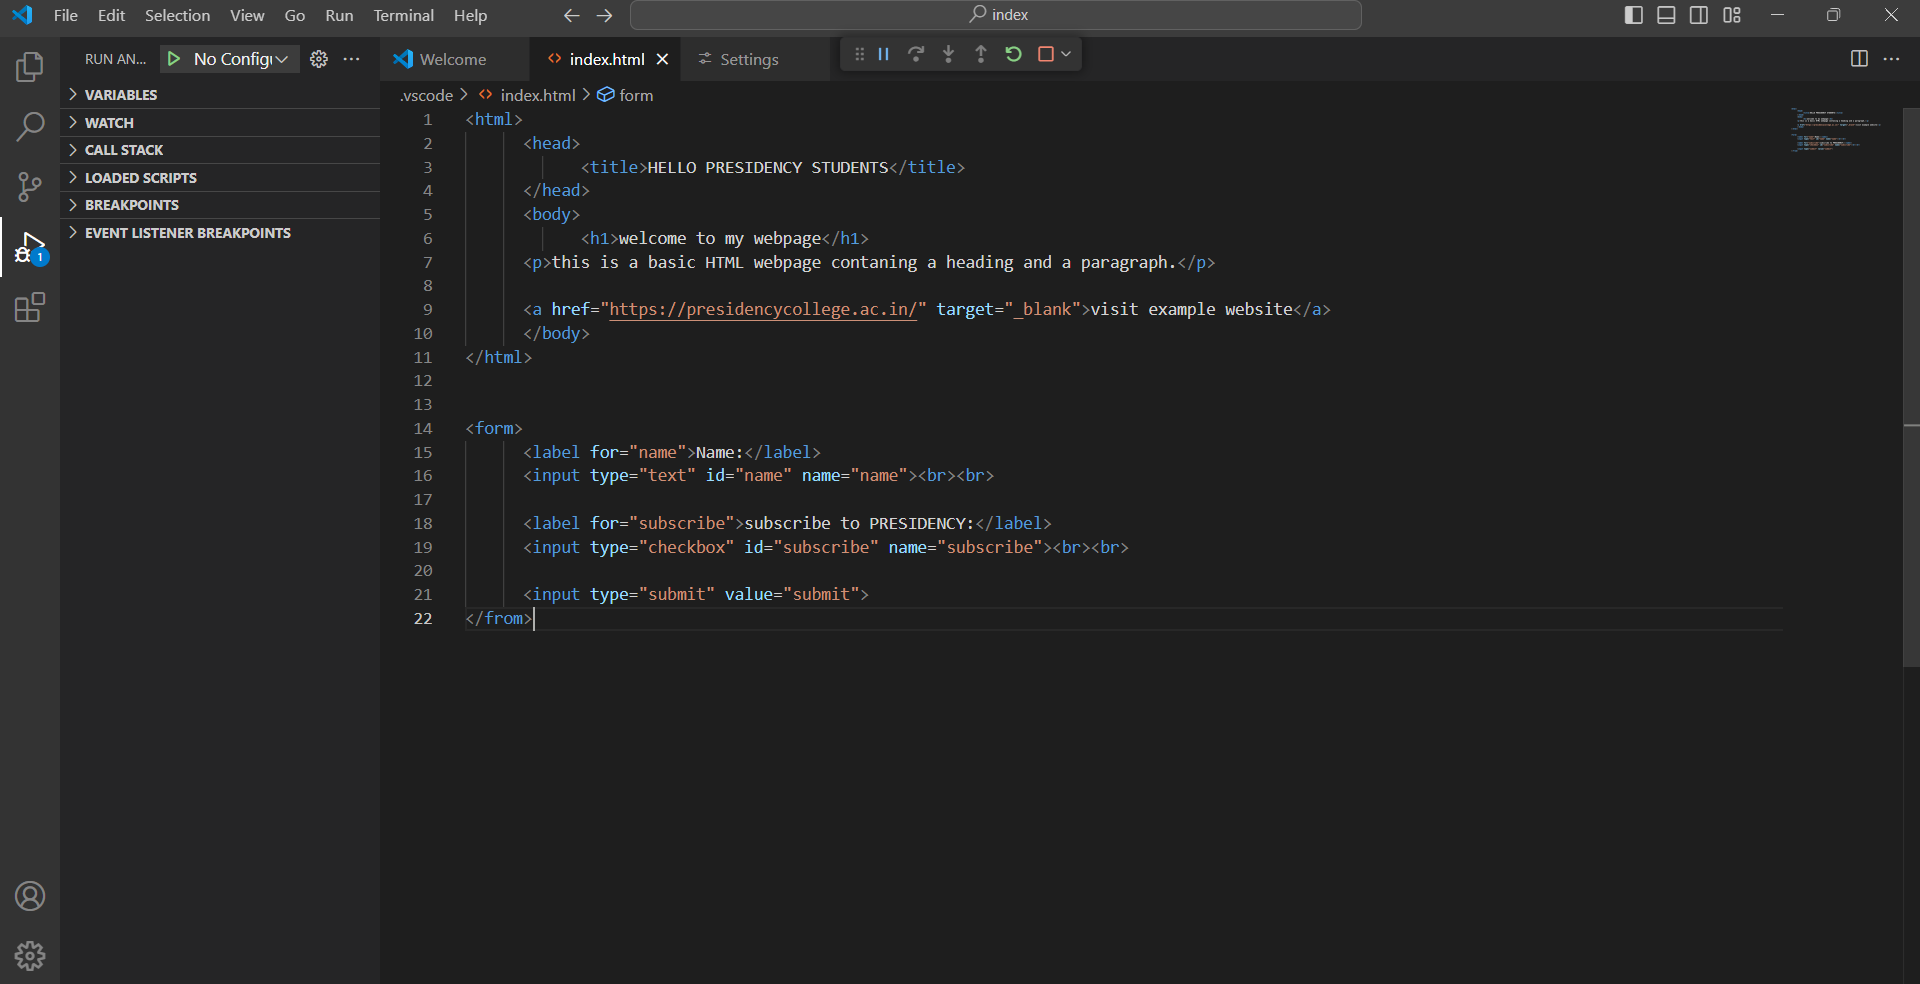 File Edit Selection View Go Run Terminal Help
index
RUN AN... No Configu
Welcome index.html Settings
.vscode > index.html > form
VARIABLES
WATCH
CALL STACK
LOADED SCRIPTS
BREAKPOINTS
EVENT LISTENER BREAKPOINTS
1
1 <html>
2 <head>
3 <title>HELLO PRESIDENCY STUDENTS</title>
4 </head>
5 <body>
6 <h1>welcome to my webpage</h1>
7 <p>this is a basic HTML webpage contaning a heading and a paragraph.</p>
8
9 <a href="https://presidencycollege.ac.in/" target="_blank">visit example website</a>
10 </body>
11 </html>
12
13
14 <form>
15 <label for="name">Name:</label>
16 <input type="text" id="name" name="name"><br><br>
17
18 <label for="subscribe">subscribe to PRESIDENCY:</label>
19 <input type="checkbox" id="subscribe" name="subscribe"><br><br>
20
21 <input type="submit" value="submit">
22 </from>